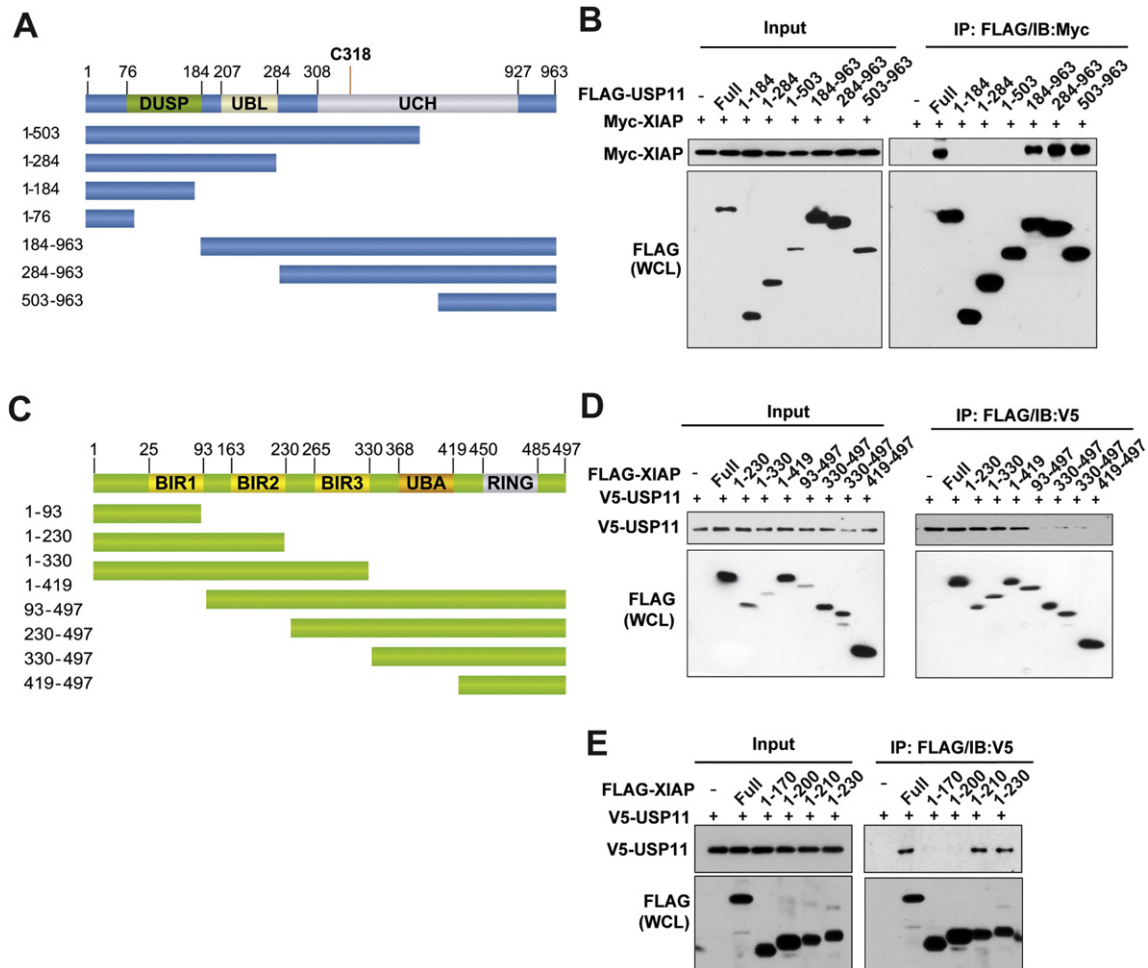 A
C318
1 76 184 207 284 308 927 963
DUSP UBL UCH
1-503
1-284
1-184
1-76
184-963
284-963
503-963
B
Input IP: FLAG/IB:Myc
FLAG-USP11 - Full 1-184 1-284 1-503 184-963 284-963 503-963 - Full 1-184 1-284 1-503 184-963 284-963 503-963
Myc-XIAP + + + + + + + + + + + + + + + +
Myc-XIAP
FLAG
(WCL)
C
1 25 93 163 230 265 330 368 419 450 485 497
BIR1 BIR2 BIR3 UBA RING
1-93
1-230
1-330
1-419
93-497
230-497
330-497
419-497
D
Input IP: FLAG/IB:V5
FLAG-XIAP - Full 1-230 1-330 1-419 93-497 330-497 330-497 419-497 - Full 1-230 1-330 1-419 93-497 330-497 330-497 419-497
V5-USP11 + + + + + + + + + + + + + + + + + +
V5-USP11
FLAG
(WCL)
E
Input IP: FLAG/IB:V5
FLAG-XIAP - Full 1-170 1-200 1-210 1-230 - Full 1-170 1-200 1-210 1-230
V5-USP11 + + + + + + + + + + + +
V5-USP11
FLAG
(WCL)